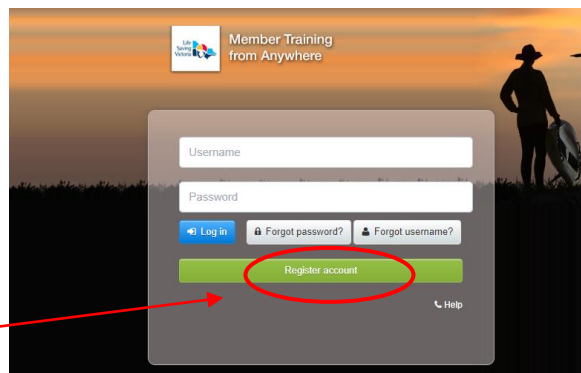 Life
Saving
Victoria
Member Training
from Anywhere
Username
Password
Log in
Forgot password?
Forgot username?
Register account
Help